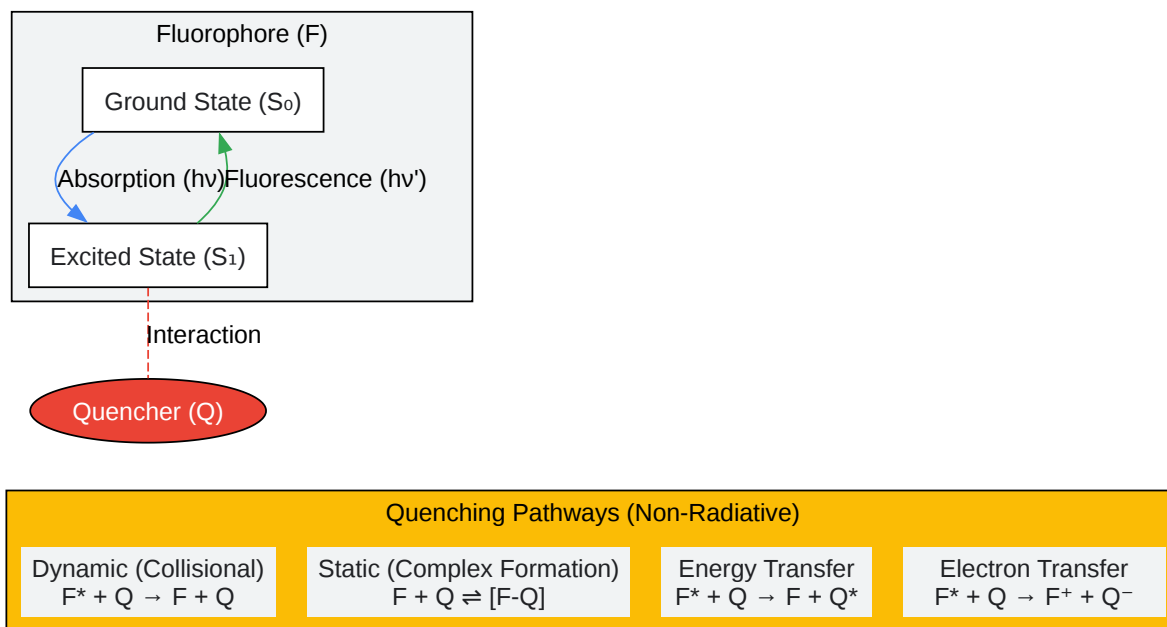 Fluorophore (F)
Ground State (S₀)
Absorption (hν)
Fluorescence (hν')
Excited State (S₁)
Interaction
Quencher (Q)
Quenching Pathways (Non-Radiative)
Dynamic (Collisional)
F* + Q → F + Q
Static (Complex Formation)
F + Q ⇌ [F-Q]
Energy Transfer
F* + Q → F + Q*
Electron Transfer
F* + Q → F⁺ + Q⁻